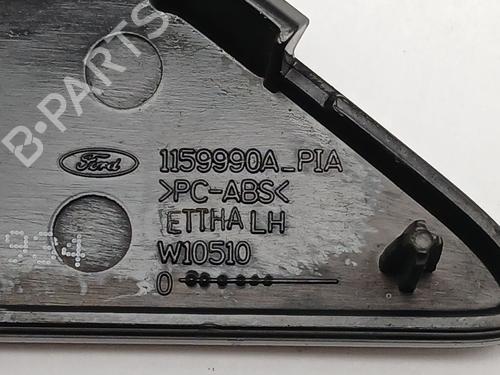 B-PARTS
Ford
1159990A_PIA
>PC-ABS<
ETTHA LH
W10510
0